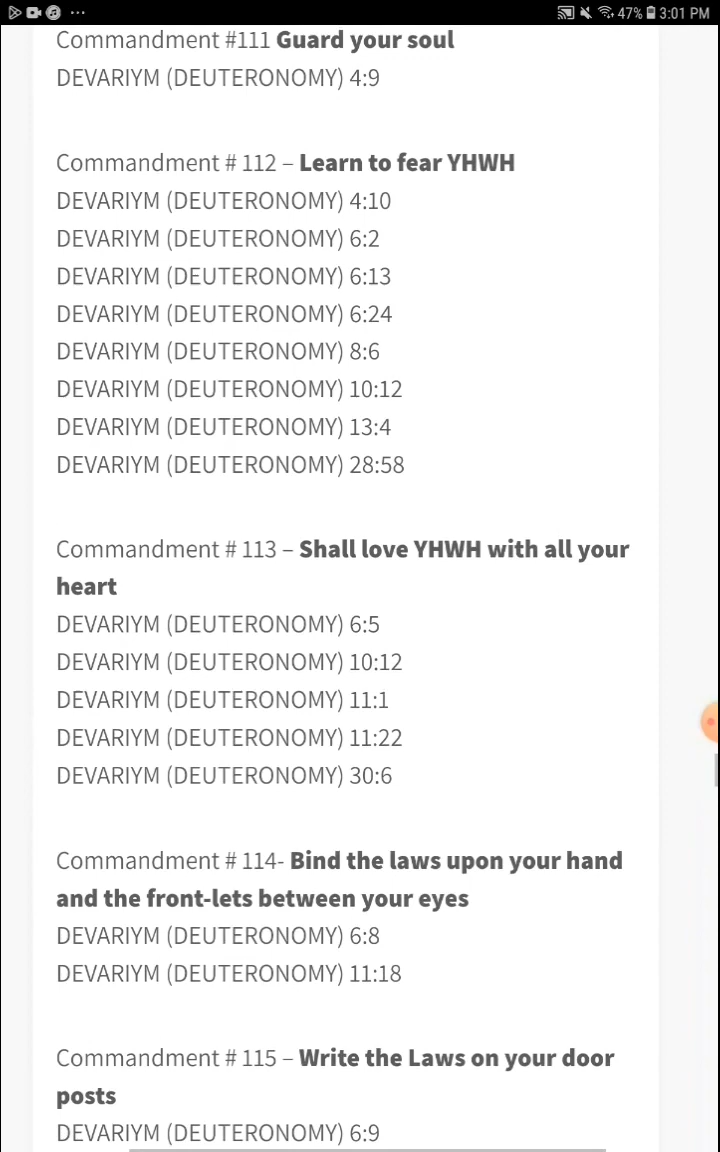 47% 3:01 PM
Commandment #111 Guard your soul
DEVARIYM (DEUTERONOMY) 4:9
Commandment # 112 – Learn to fear YHWH
DEVARIYM (DEUTERONOMY) 4:10
DEVARIYM (DEUTERONOMY) 6:2
DEVARIYM (DEUTERONOMY) 6:13
DEVARIYM (DEUTERONOMY) 6:24
DEVARIYM (DEUTERONOMY) 8:6
DEVARIYM (DEUTERONOMY) 10:12
DEVARIYM (DEUTERONOMY) 13:4
DEVARIYM (DEUTERONOMY) 28:58
Commandment # 113 – Shall love YHWH with all your
heart
DEVARIYM (DEUTERONOMY) 6:5
DEVARIYM (DEUTERONOMY) 10:12
DEVARIYM (DEUTERONOMY) 11:1
DEVARIYM (DEUTERONOMY) 11:22
DEVARIYM (DEUTERONOMY) 30:6
Commandment # 114- Bind the laws upon your hand
and the front-lets between your eyes
DEVARIYM (DEUTERONOMY) 6:8
DEVARIYM (DEUTERONOMY) 11:18
Commandment # 115 – Write the Laws on your door
posts
DEVARIYM (DEUTERONOMY) 6:9